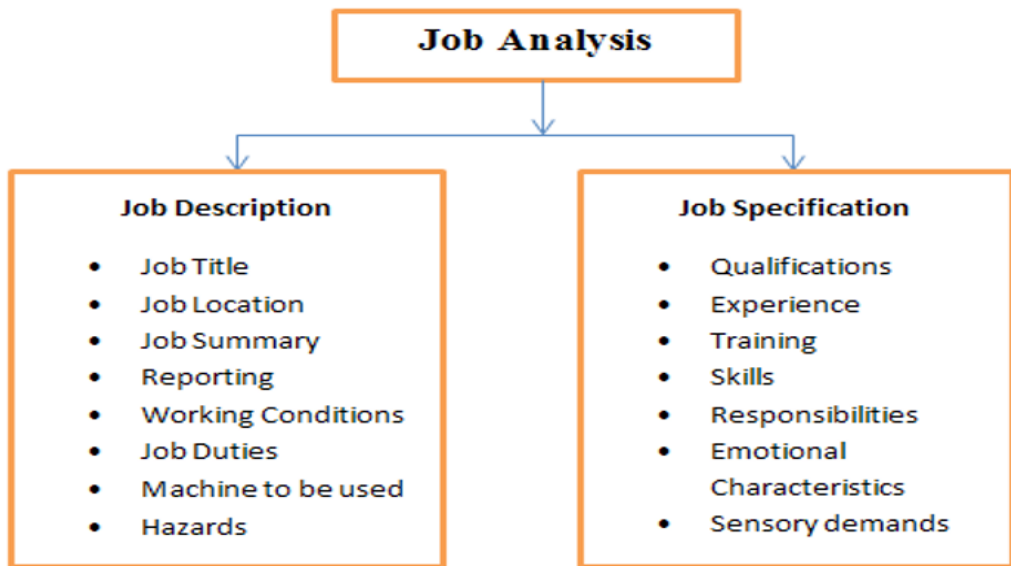 Job Analysis
Job Description
• Job Title
• Job Location
• Job Summary
• Reporting
• Working Conditions
• Job Duties
• Machine to be used
• Hazards
Job Specification
• Qualifications
• Experience
• Training
• Skills
• Responsibilities
• Emotional
Characteristics
• Sensory demands